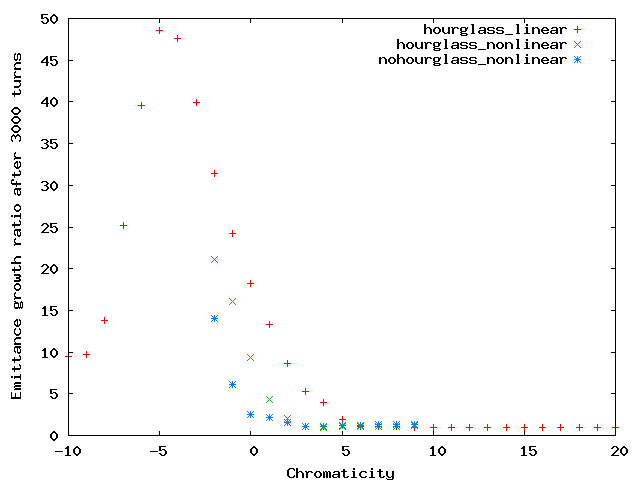 50
45
40
35
30
25
20
15
10
5
0
hourglass_linear
hourglass_nonlinear
nohourglass_nonlinear
Emittance growth ratio after 3000 turns
-10 -5 0 5 10 15 20
Chromaticity